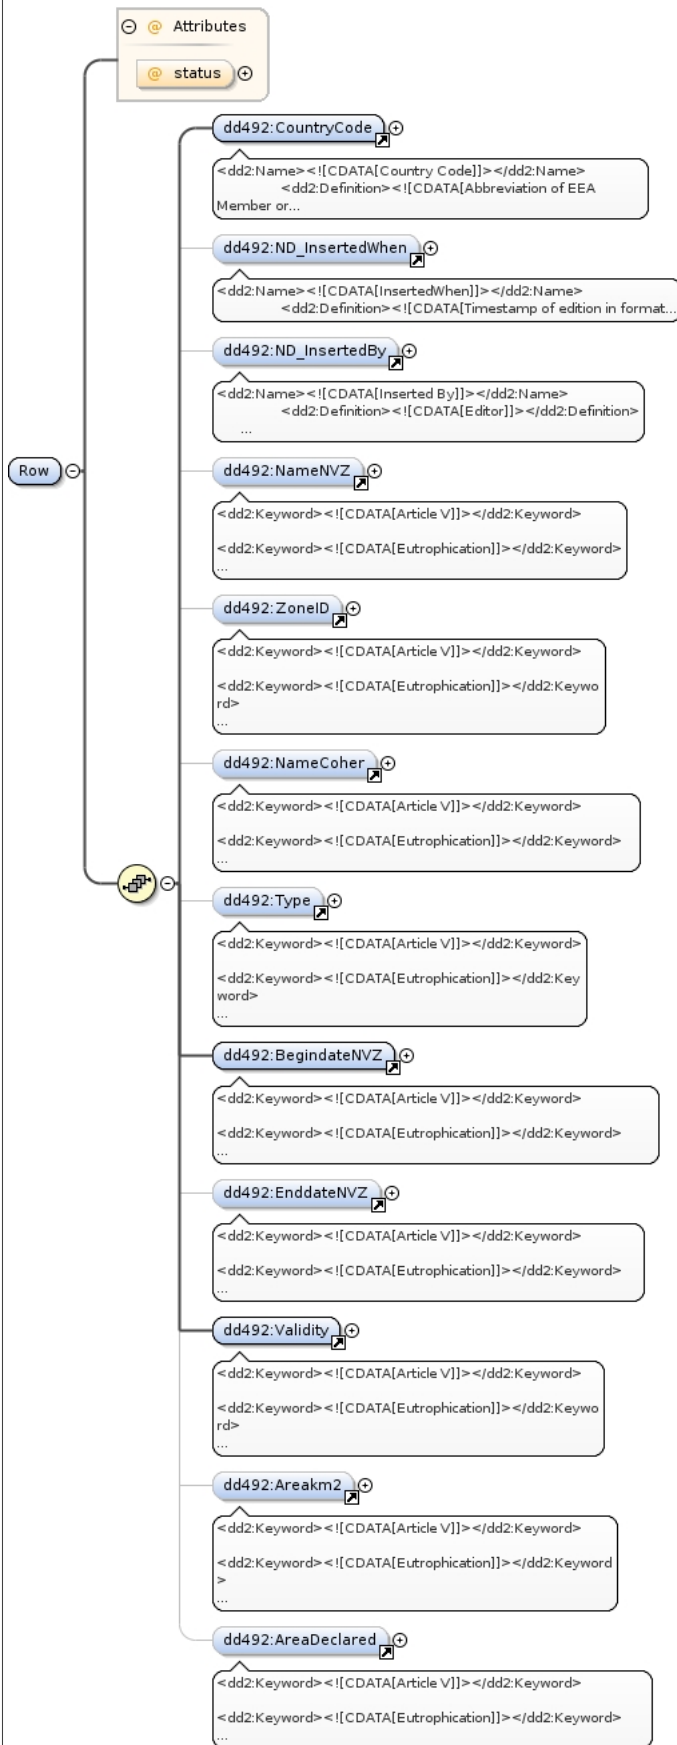 Attributes
@ status
dd492:CountryCode
<dd2:Name><![CDATA[Country Code]]></dd2:Name>
<dd2:Definition><![CDATA[Abbreviation of EEA
Member or...
dd492:ND_InsertedWhen
<dd2:Name><![CDATA[InsertedWhen]]></dd2:Name>
<dd2:Definition><![CDATA[Timestamp of edition in format...
dd492:ND_InsertedBy
<dd2:Name><![CDATA[Inserted By]]></dd2:Name>
<dd2:Definition><![CDATA[Editor]]></dd2:Definition>
...
Row
dd492:NameNVZ
<dd2:Keyword><![CDATA[Article V]]></dd2:Keyword>
<dd2:Keyword><![CDATA[Eutrophication]]></dd2:Keyword>
...
dd492:ZoneID
<dd2:Keyword><![CDATA[Article V]]></dd2:Keyword>
<dd2:Keyword><![CDATA[Eutrophication]]></dd2:Keywo
rd>
...
dd492:NameCoher
<dd2:Keyword><![CDATA[Article V]]></dd2:Keyword>
<dd2:Keyword><![CDATA[Eutrophication]]></dd2:Keyword>
...
dd492:Type
<dd2:Keyword><![CDATA[Article V]]></dd2:Keyword>
<dd2:Keyword><![CDATA[Eutrophication]]></dd2:Key
word>
...
dd492:BegindateNVZ
<dd2:Keyword><![CDATA[Article V]]></dd2:Keyword>
<dd2:Keyword><![CDATA[Eutrophication]]></dd2:Keyword>
...
dd492:EnddateNVZ
<dd2:Keyword><![CDATA[Article V]]></dd2:Keyword>
<dd2:Keyword><![CDATA[Eutrophication]]></dd2:Keyword>
...
dd492:Validity
<dd2:Keyword><![CDATA[Article V]]></dd2:Keyword>
<dd2:Keyword><![CDATA[Eutrophication]]></dd2:Keywo
rd>
...
dd492:Areakm2
<dd2:Keyword><![CDATA[Article V]]></dd2:Keyword>
<dd2:Keyword><![CDATA[Eutrophication]]></dd2:Keyword
>
...
dd492:AreaDeclared
<dd2:Keyword><![CDATA[Article V]]></dd2:Keyword>
<dd2:Keyword><![CDATA[Eutrophication]]></dd2:Keyword>
...